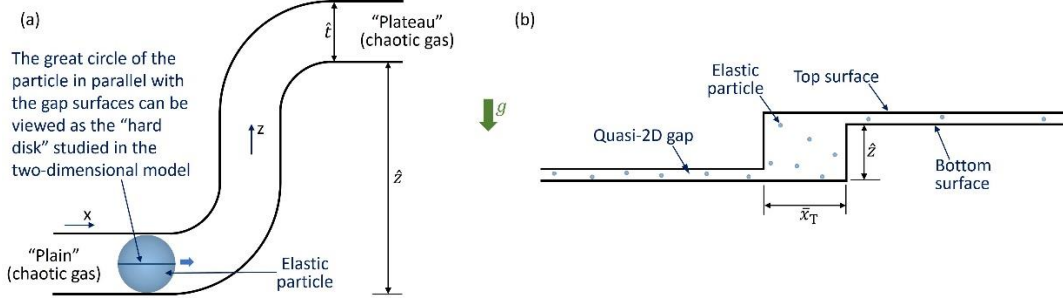 (a)
The great circle of the
particle in parallel with
the gap surfaces can be
viewed as the “hard
disk” studied in the
two-dimensional model
x
“Plain”
(chaotic gas)
z
Elastic
particle
t̂
“Plateau”
(chaotic gas)
ẑ
g
(b)
Elastic
particle
Top surface
Quasi-2D gap
ẑ
Bottom
surface
x̄T